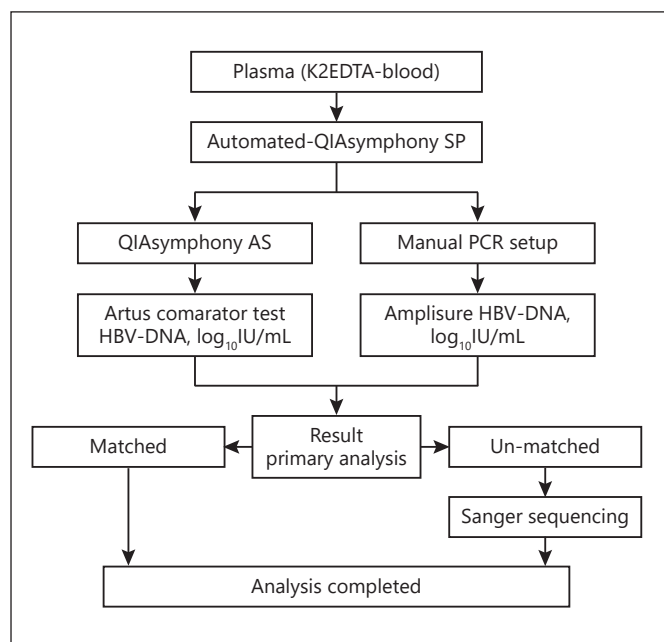 Plasma (K2EDTA-blood)
Automated-QIAsymphony SP
QIAsymphony AS
Manual PCR setup
Artus comarator test
HBV-DNA, log₁₀IU/mL
Amplisure HBV-DNA,
log₁₀IU/mL
Matched
Result
primary analysis
Un-matched
Sanger sequencing
Analysis completed